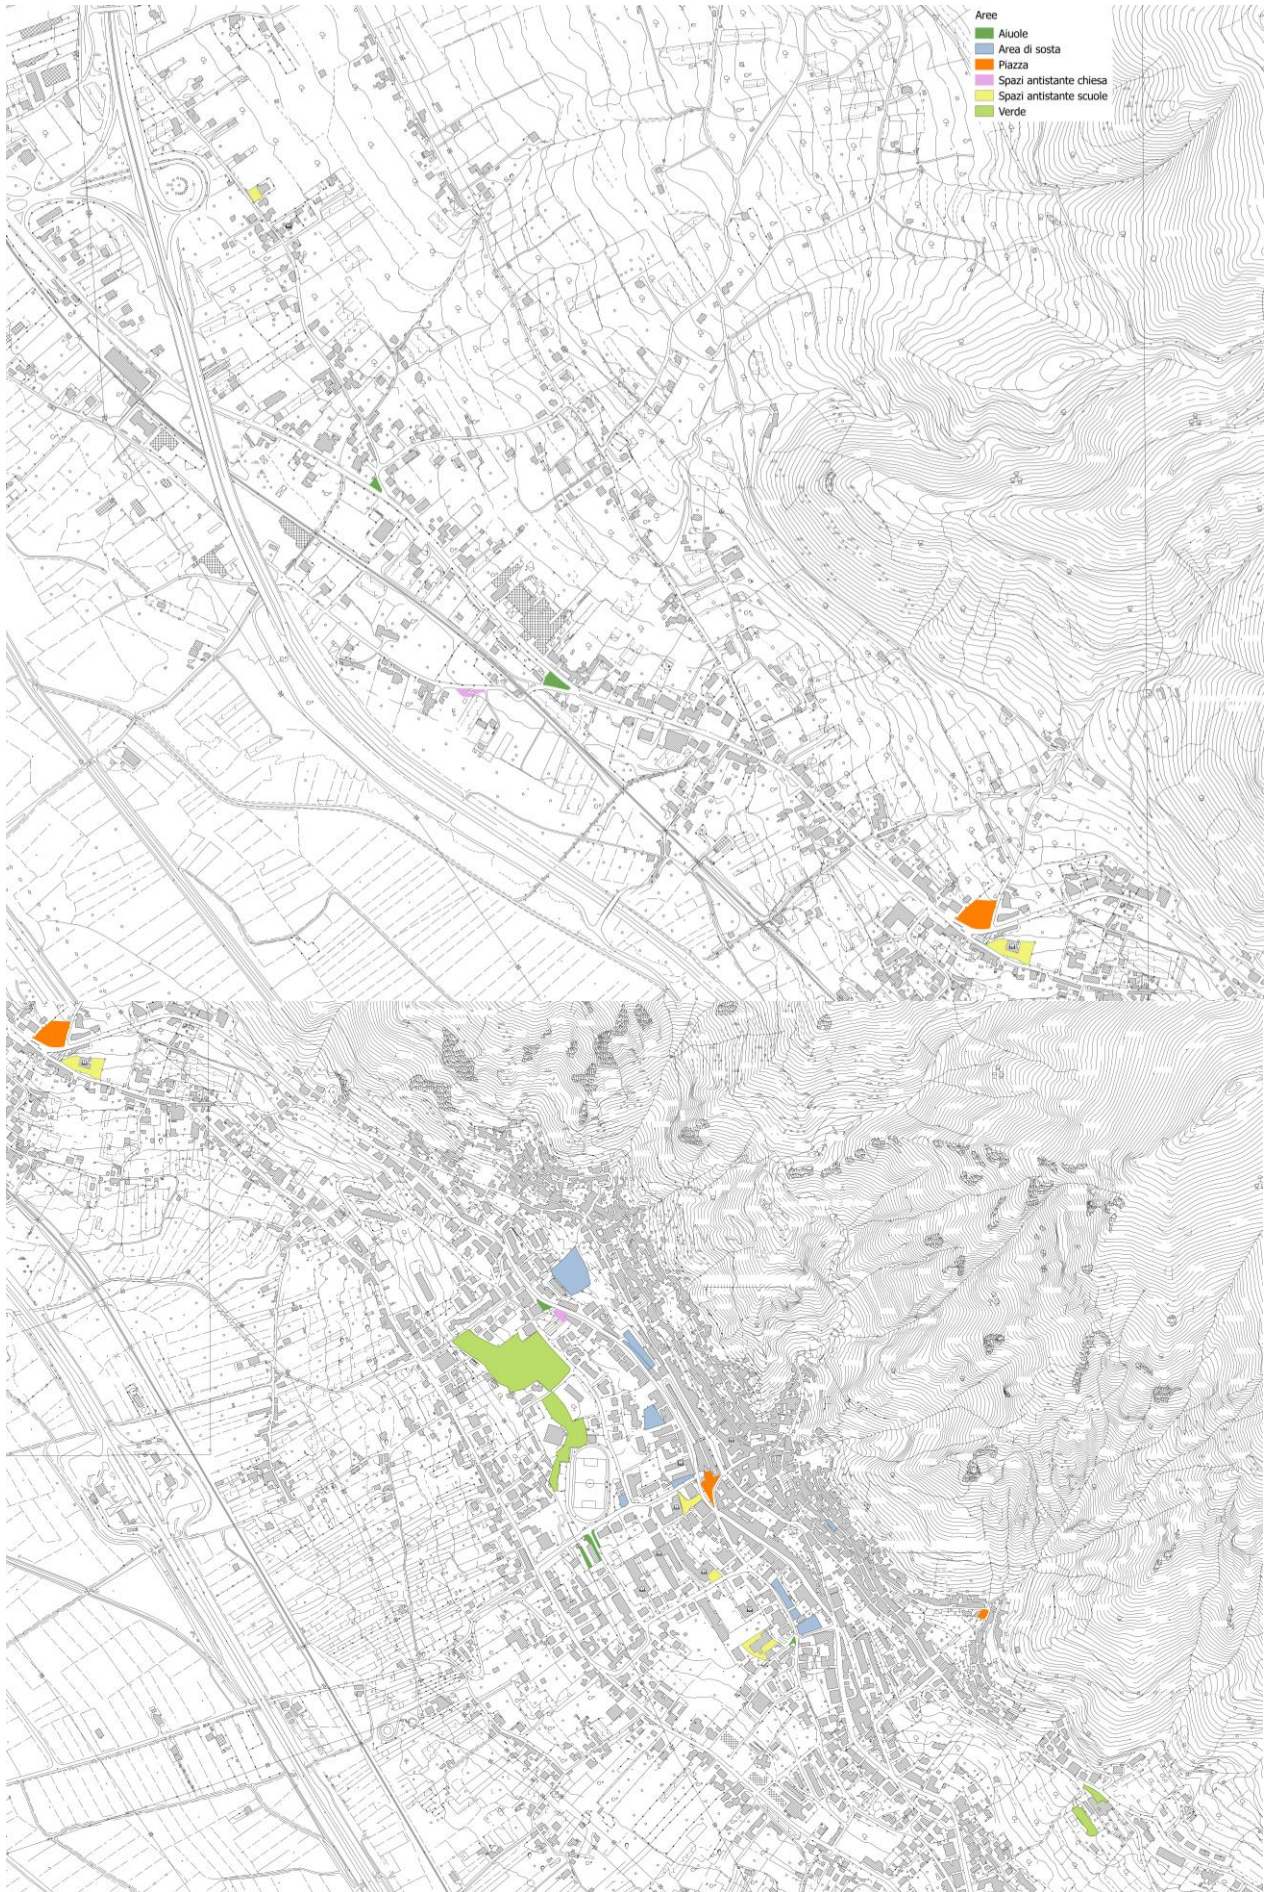 Aree
Aiuole
Area di sosta
Piazza
Spazi antistante chiesa
Spazi antistante scuole
Verde